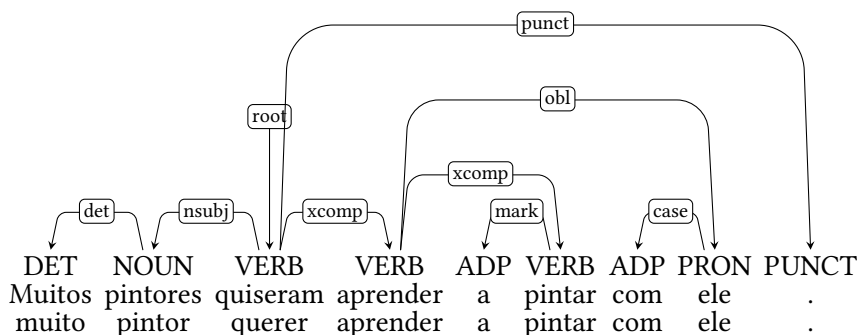 punct
obl
root
xcomp
det nsubj xcomp mark case
DET NOUN VERB VERB ADP VERB ADP PRON PUNCT
Muitos pintores quiseram aprender a pintar com ele .
muito pintor querer aprender a pintar com ele .